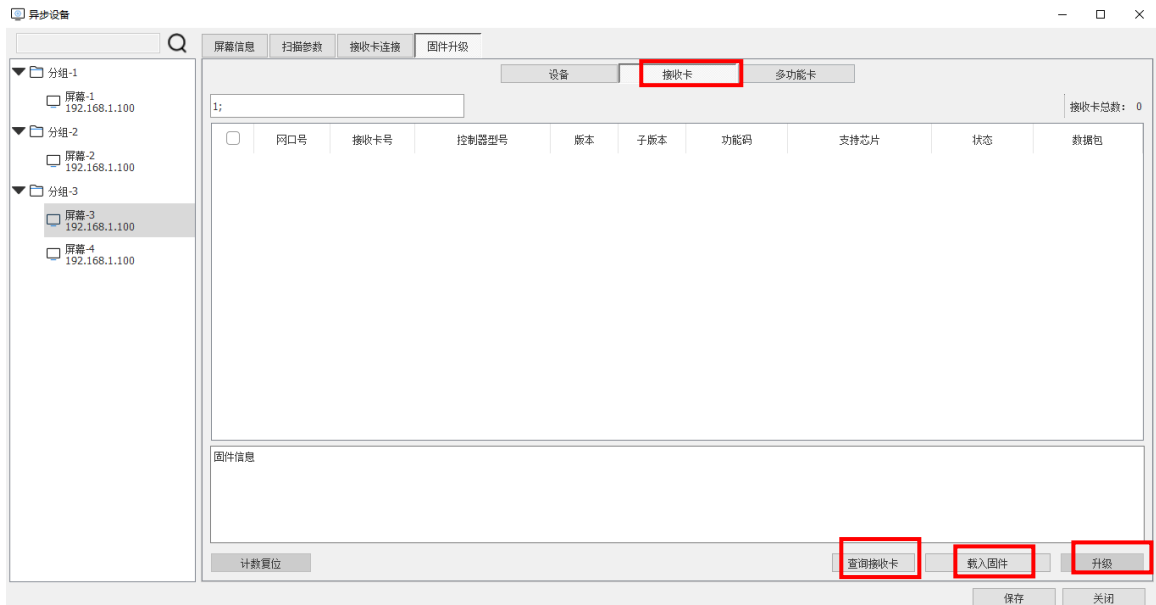 异步设备
屏幕信息 扫描参数 接收卡连接 固件升级
分组-1
屏幕-1
192.168.1.100
分组-2
屏幕-2
192.168.1.100
分组-3
屏幕-3
192.168.1.100
屏幕-4
192.168.1.100
设备 接收卡 多功能卡
1;
接收卡总数: 0
网口号 接收卡号 控制器型号 版本 子版本 功能码 支持芯片 状态 数据包
固件信息
计数复位 查询接收卡 载入固件 升级
保存 关闭